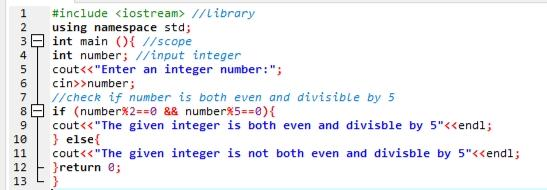 1 #include <iostream> //Library
2 using namespace std;
3 int main (){ //scope
4 int number; //input integer
5 cout<<"Enter an integer number:";
6 cin>>number;
7 //check if number is both even and divisible by 5
8 if (number%2==0 && number%5==0){
9 cout<<"The given integer is both even and divisble by 5"<<endl;
10 } else{
11 cout<<"The given integer is not both even and divisible by 5"<<endl;
12 }return 0;
13 }